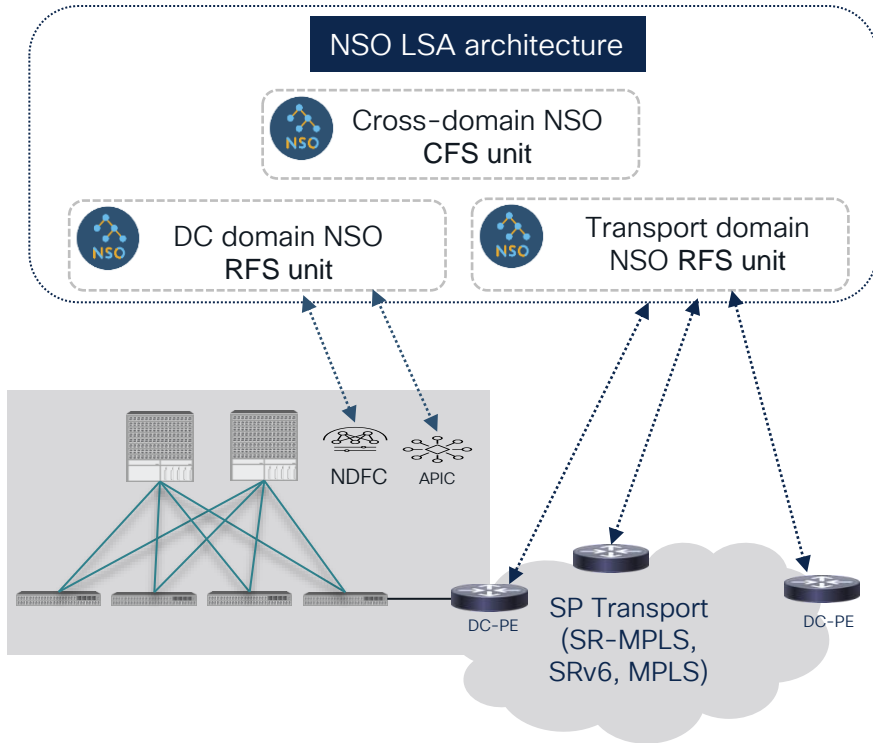 NSO LSA architecture
NSO
Cross-domain NSO
CFS unit
NSO
DC domain NSO
RFS unit
NSO
Transport domain
NSO RFS unit
NDFC
APIC
DC-PE
SP Transport
(SR-MPLS,
SRv6, MPLS)
DC-PE